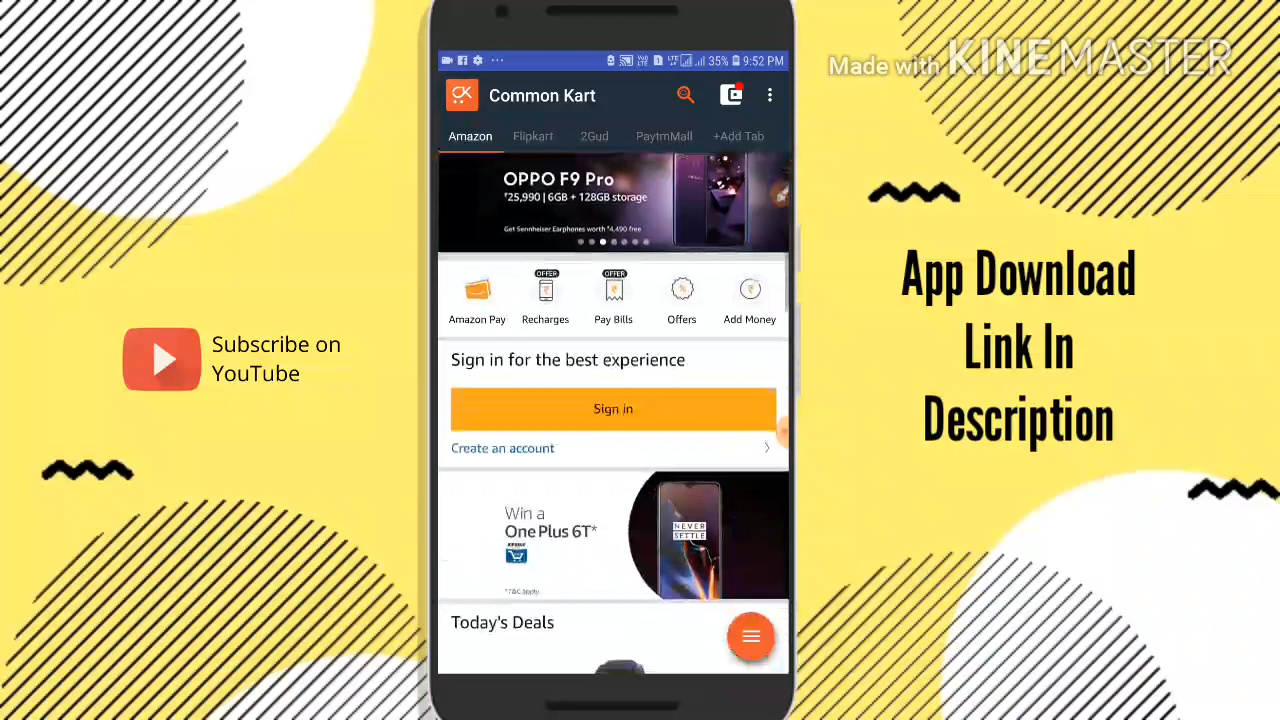 Made with KINEMASTER
35% 9:52 PM
Common Kart
Amazon Flipkart 2Gud PaytmMall +Add Tab
OPPO F9 Pro
₹25,990 | 6GB + 128GB storage
Get Sennheiser Earphones worth ₹4,490 free
OFFER OFFER
Amazon Pay Recharges Pay Bills Offers Add Money
Sign in for the best experience
Sign in
Create an account
Win a
One Plus 6T*
NEVER
SETTLE
*T&C apply
Today's Deals
Subscribe on
YouTube
App Download
Link In
Description